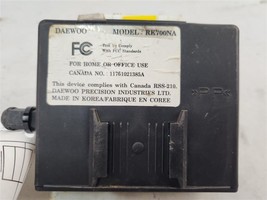 DAEWOO MODEL: RK700NA
FC Tested To Comply
With FCC Standards
FOR HOME OR OFFICE USE
CANADA NO. : 11751021385A
This device complies with Canada RSS-210.
DAEWOO PRECISION INDUSTRIES LTD.
MADE IN KOREA/FABRIQUE EN COREE